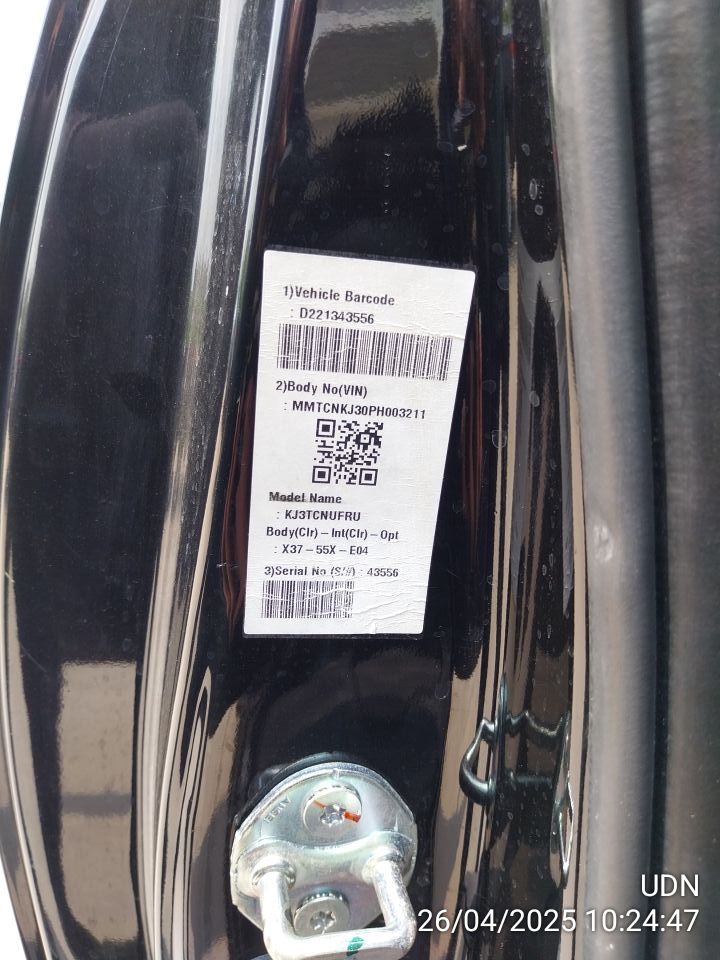 1)Vehicle Barcode
: D221343556
2)Body No(VIN)
: MMTCNKJ30PH003211
Model Name
: KJ3TCNUFRU
Body(Clr) – Int(Clr) – Opt
: X37 – 55X – E04
3)Serial No (S/#) : 43556
UDN
26/04/2025 10:24:47